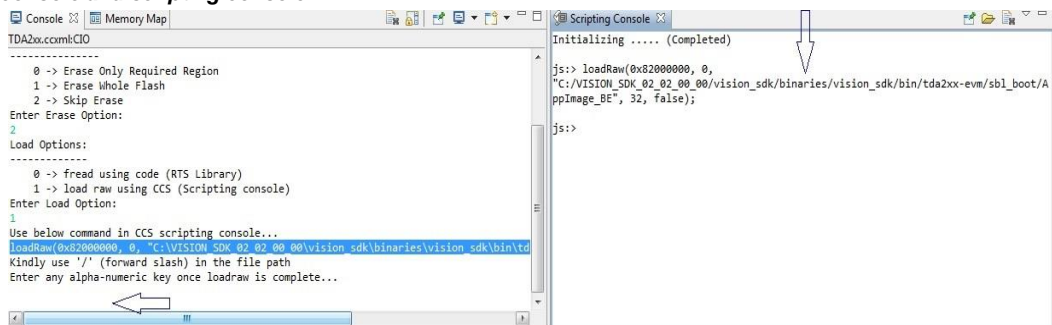 Console Memory Map
TDA2xx.ccxml:CIO
---------------
0 -> Erase Only Required Region
1 -> Erase Whole Flash
2 -> Skip Erase
Enter Erase Option:
2
Load Options:
-------------
0 -> fread using code (RTS Library)
1 -> load raw using CCS (Scripting console)
Enter Load Option:
1
Use below command in CCS scripting console...
loadRaw(0x82000000, 0, "C:\VISION_SDK_02_02_00_00\vision_sdk\binaries\vision_sdk\bin\td
Kindly use '/' (forward slash) in the file path
Enter any alpha-numeric key once loadraw is complete...
Scripting Console
Initializing ..... (Completed)
js:> loadRaw(0x82000000, 0,
"C:/VISION_SDK_02_02_00_00/vision_sdk/binaries/vision_sdk/bin/tda2xx-evm/sbl_boot/A
ppImage_BE", 32, false);
js:>